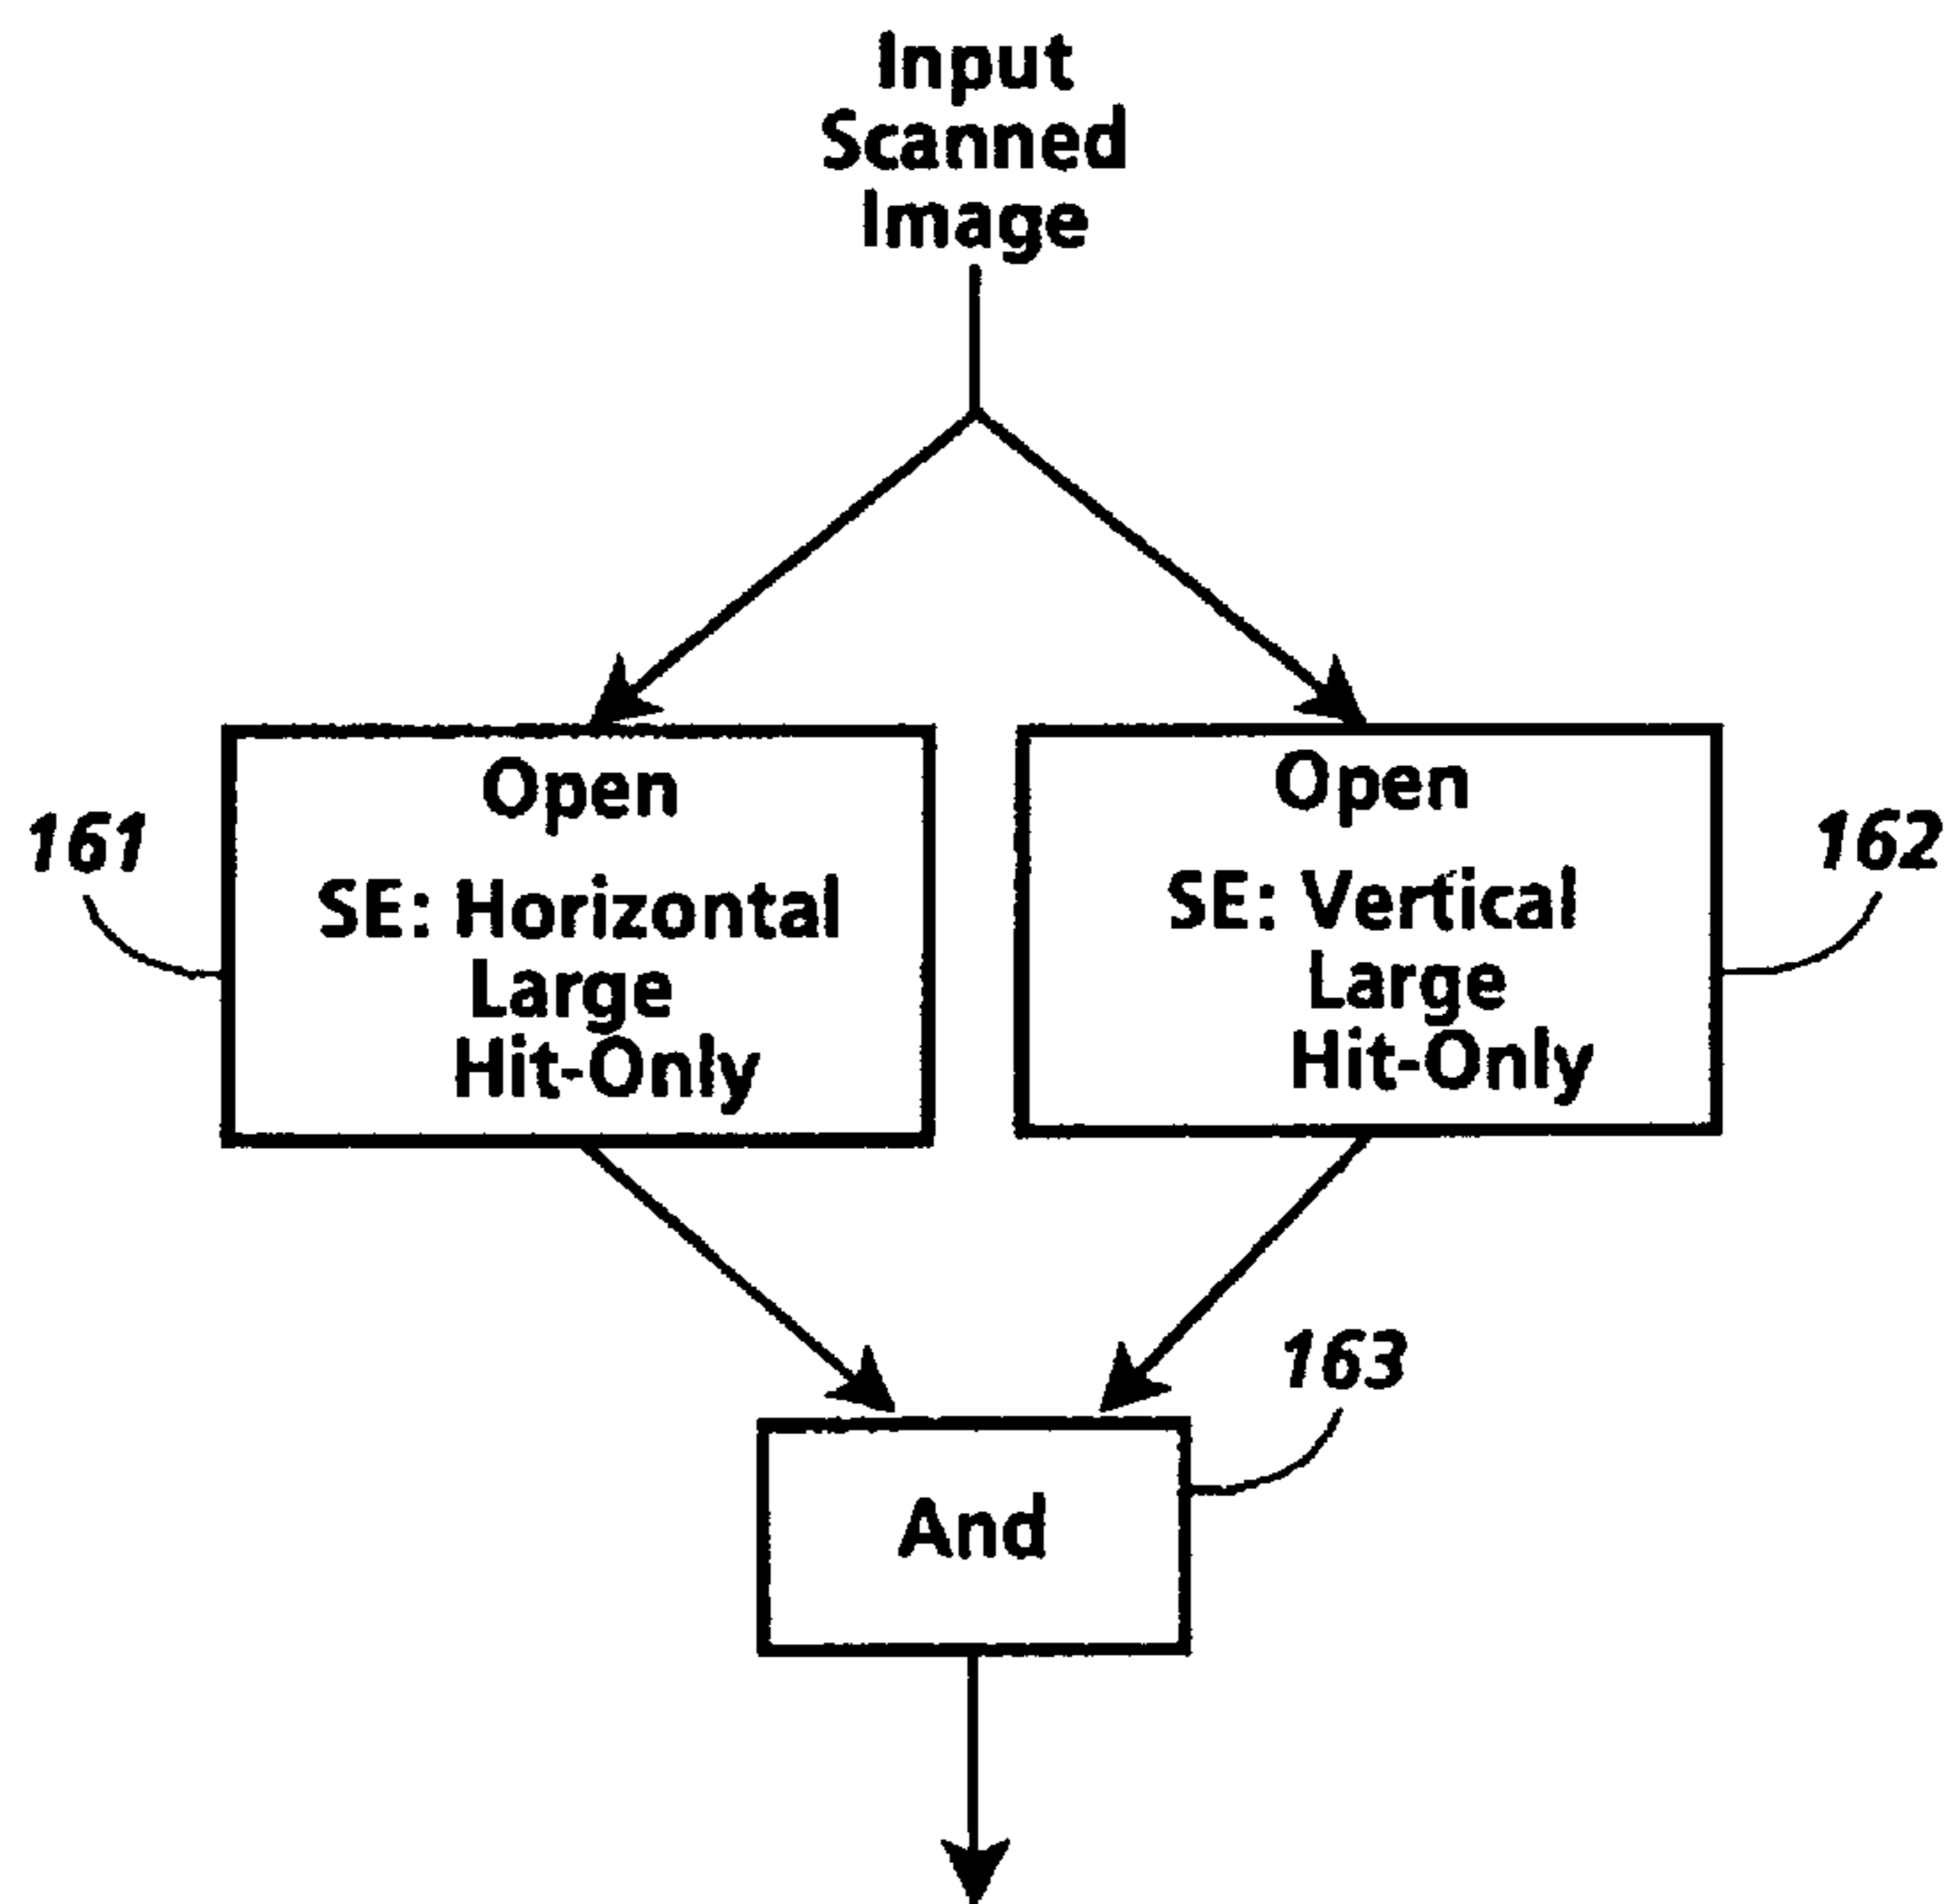 Input
Scanned
Image
161
Open
SE: Horizontal
Large
Hit-Only
Open
SE: Vertical
Large
Hit-Only
162
163
And